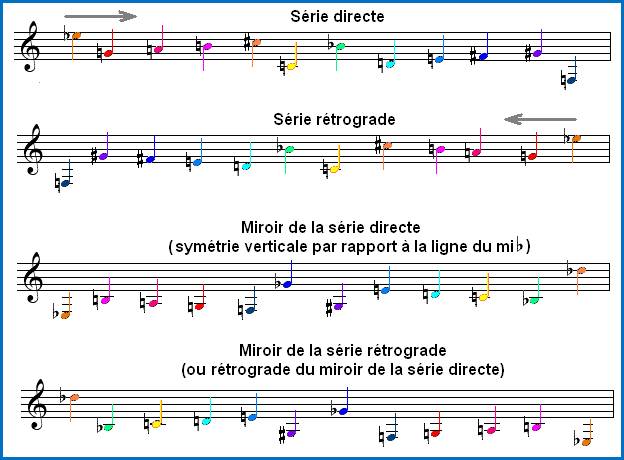 Série directe
Série rétrograde
Miroir de la série directe
(symétrie verticale par rapport à la ligne du mi♭)
Miroir de la série rétrograde
(ou rétrograde du miroir de la série directe)